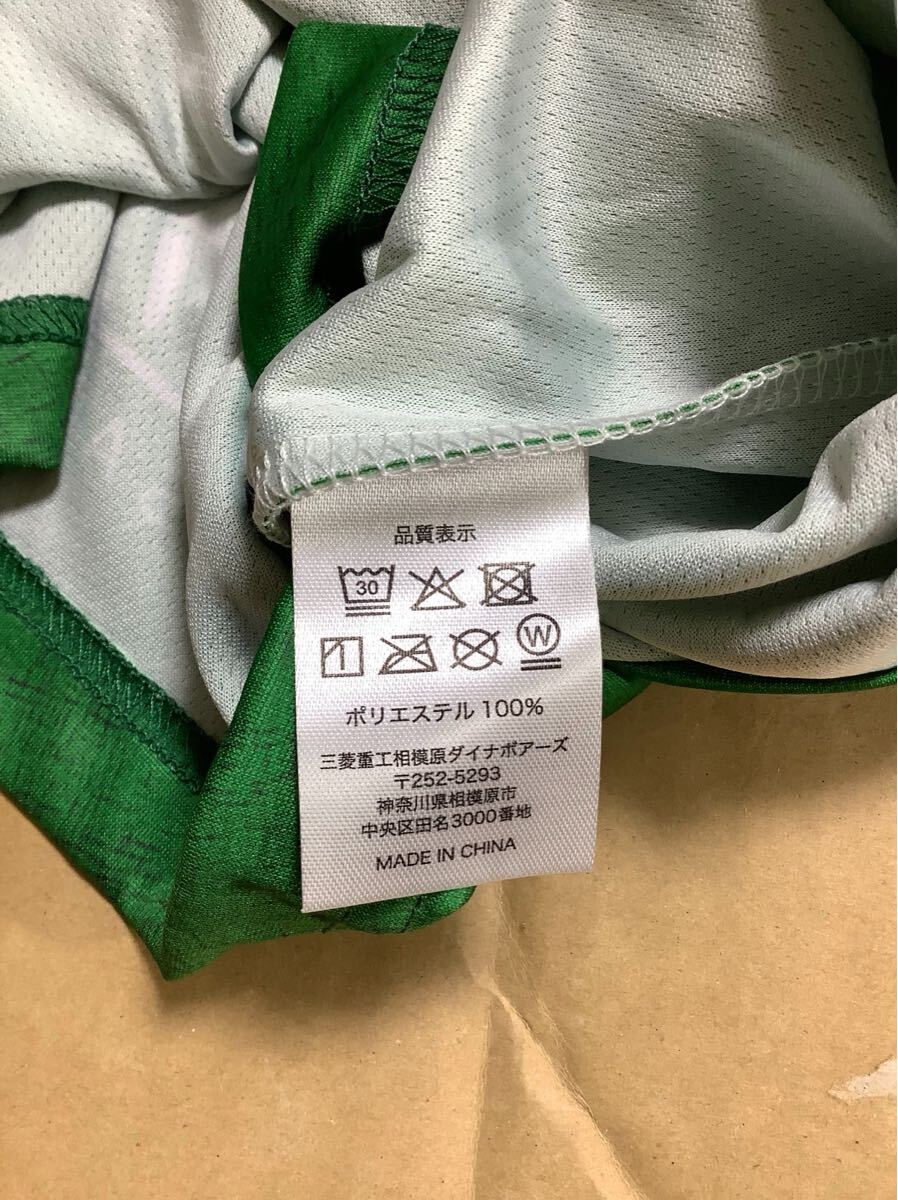 品質表示
30
W
ポリエステル 100%
三菱重工相模原ダイナボアーズ
〒252-5293
神奈川県相模原市
中央区田名3000番地
MADE IN CHINA